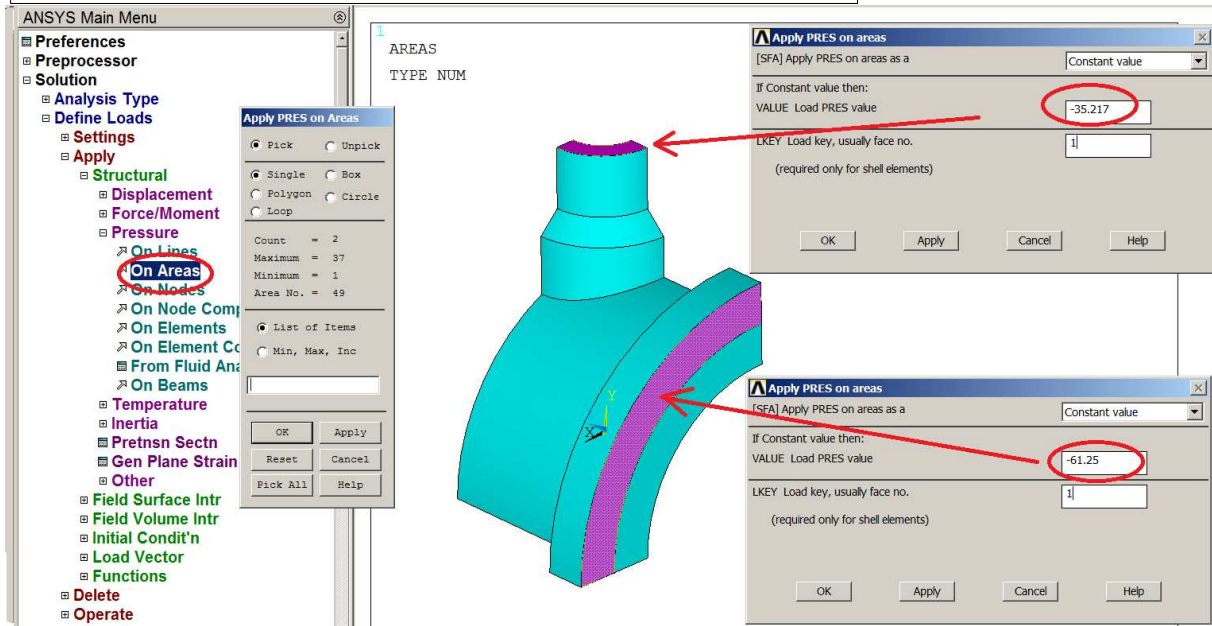 ANSYS Main Menu
Preferences
Preprocessor
Solution
Analysis Type
Define Loads
Settings
Apply
Structural
Displacement
Force/Moment
Pressure
On Lines
On Areas
On Nodes
On Node Comp
On Elements
On Element Co
From Fluid Ana
On Beams
Temperature
Inertia
Pretnsn Sectn
Gen Plane Strain
Other
Field Surface Intr
Field Volume Intr
Initial Condit'n
Load Vector
Functions
Delete
Operate
Apply PRES on Areas
Pick Unpick
Single Box
Polygon Circle
Loop
Count = 2
Maximum = 37
Minimum = 1
Area No. = 49
List of Items
Min, Max, Inc
OK Apply
Reset Cancel
Pick All Help
1
AREAS
TYPE NUM
Y
X
Apply PRES on areas
[SFA] Apply PRES on areas as a Constant value
If Constant value then:
VALUE Load PRES value -35.217
LKEY Load key, usually face no. 1
(required only for shell elements)
OK Apply Cancel Help
Apply PRES on areas
[SFA] Apply PRES on areas as a Constant value
If Constant value then:
VALUE Load PRES value -61.25
LKEY Load key, usually face no. 1
(required only for shell elements)
OK Apply Cancel Help